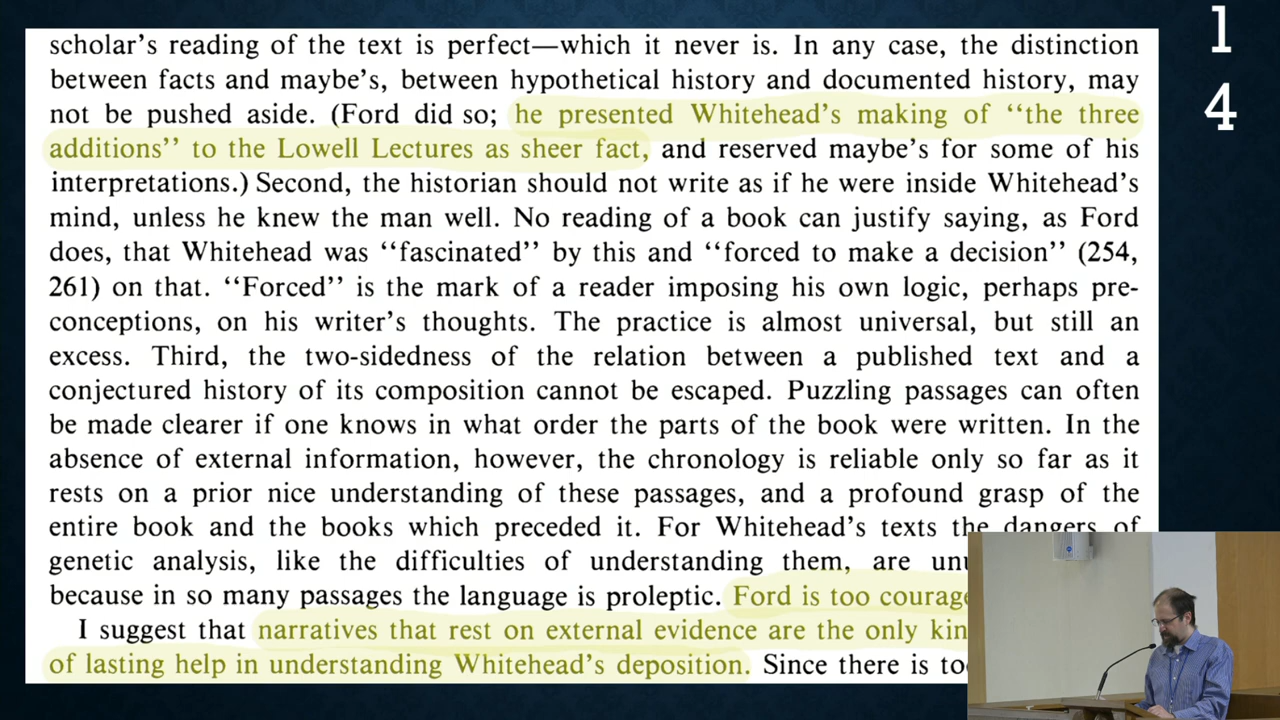 scholar's reading of the text is perfect—which it never is. In any case, the distinction
between facts and maybe's, between hypothetical history and documented history, may
not be pushed aside. (Ford did so; he presented Whitehead's making of ‘‘the three
additions’’ to the Lowell Lectures as sheer fact, and reserved maybe's for some of his
interpretations.) Second, the historian should not write as if he were inside Whitehead's
mind, unless he knew the man well. No reading of a book can justify saying, as Ford
does, that Whitehead was ‘‘fascinated’’ by this and ‘‘forced to make a decision’’ (254,
261) on that. ‘‘Forced’’ is the mark of a reader imposing his own logic, perhaps pre-
conceptions, on his writer's thoughts. The practice is almost universal, but still an
excess. Third, the two-sidedness of the relation between a published text and a
conjectured history of its composition cannot be escaped. Puzzling passages can often
be made clearer if one knows in what order the parts of the book were written. In the
absence of external information, however, the chronology is reliable only so far as it
rests on a prior nice understanding of these passages, and a profound grasp of the
entire book and the books which preceded it. For Whitehead's texts the dangers of
genetic analysis, like the difficulties of understanding them, are
because in so many passages the language is proleptic. Ford is too
I suggest that narratives that rest on external evidence are the only
of lasting help in understanding Whitehead's deposition. Since there is
1
4